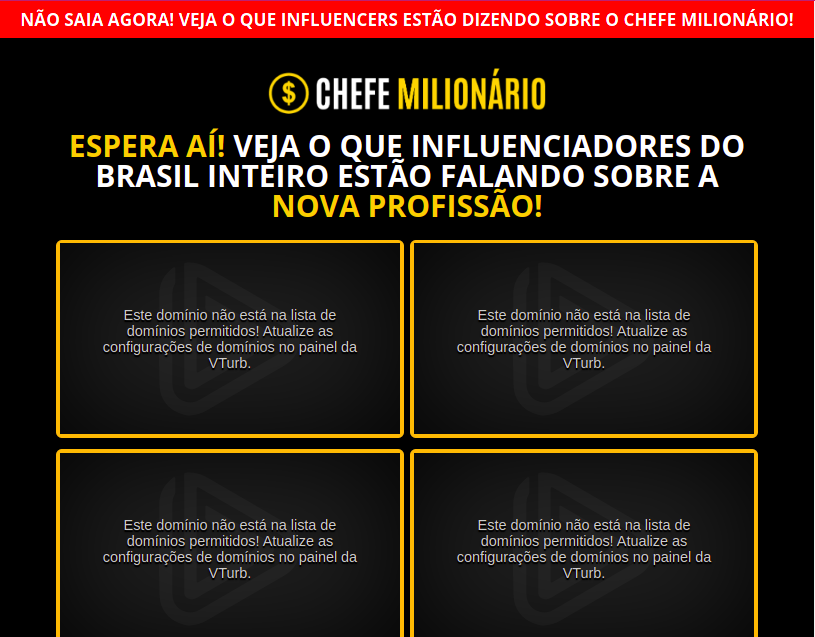 NÃO SAIA AGORA! VEJA O QUE INFLUENCERS ESTÃO DIZENDO SOBRE O CHEFE MILIONÁRIO!
$ CHEFE MILIONÁRIO
ESPERA AÍ! VEJA O QUE INFLUENCIADORES DO
BRASIL INTEIRO ESTÃO FALANDO SOBRE A
NOVA PROFISSÃO!
Este domínio não está na lista de
domínios permitidos! Atualize as
configurações de domínios no painel da
VTurb.
Este domínio não está na lista de
domínios permitidos! Atualize as
configurações de domínios no painel da
VTurb.
Este domínio não está na lista de
domínios permitidos! Atualize as
configurações de domínios no painel da
VTurb.
Este domínio não está na lista de
domínios permitidos! Atualize as
configurações de domínios no painel da
VTurb.